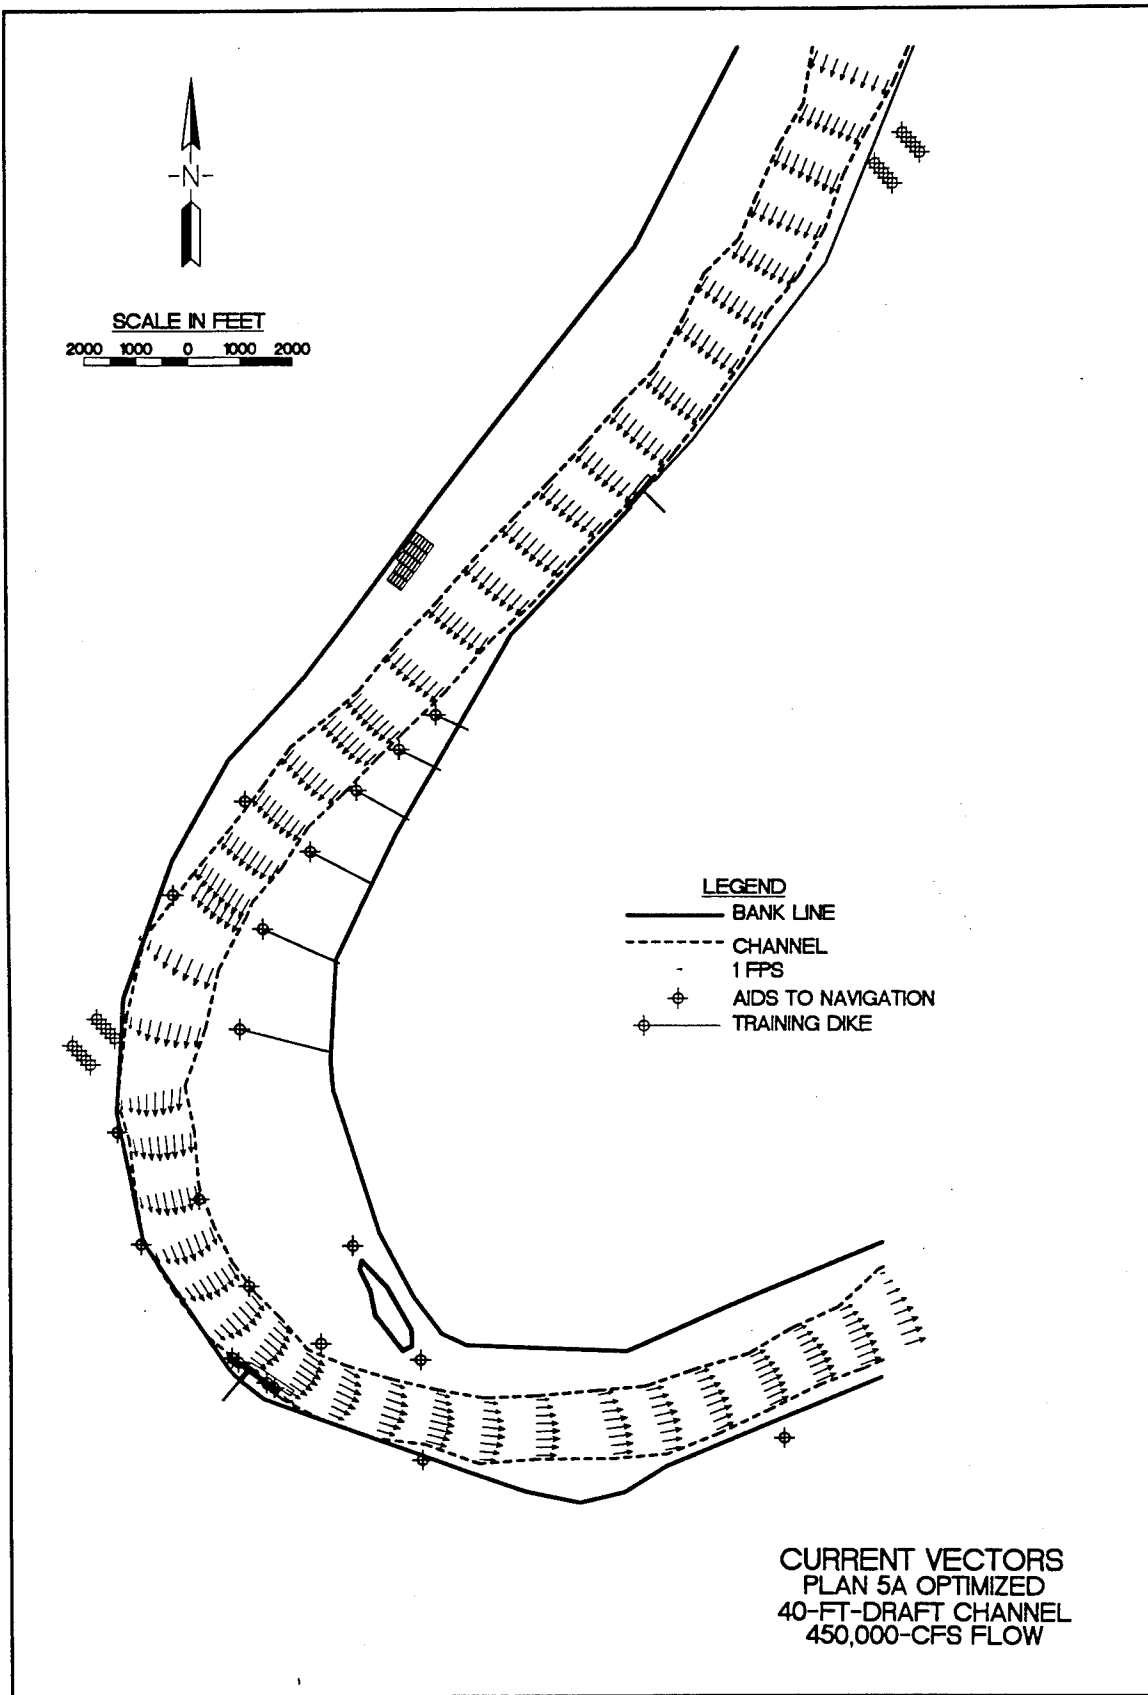 -N-
SCALE IN FEET
2000 1000 0 1000 2000
LEGEND
BANK LINE
CHANNEL
1 FPS
AIDS TO NAVIGATION
TRAINING DIKE
CURRENT VECTORS
PLAN 5A OPTIMIZED
40-FT-DRAFT CHANNEL
450,000-CFS FLOW